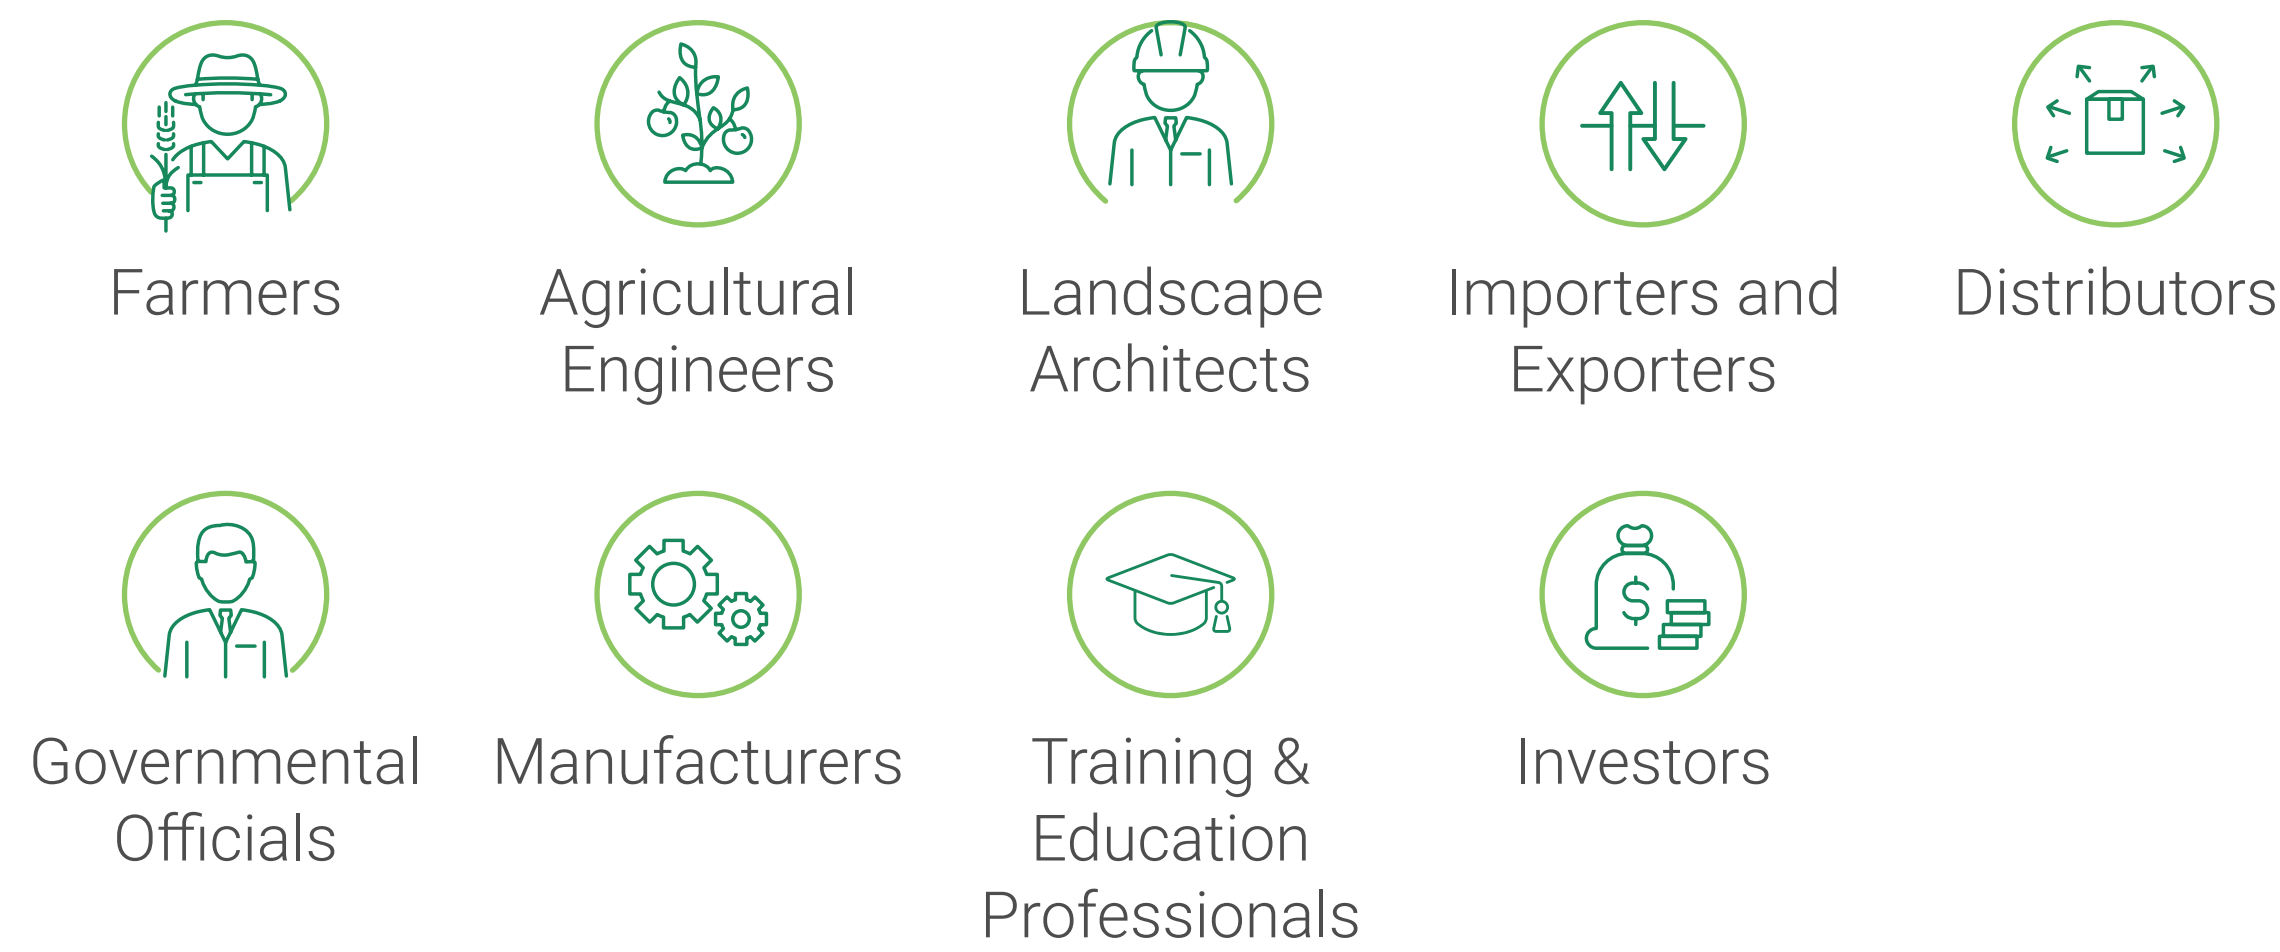 Farmers
Agricultural
Engineers
Landscape
Architects
Importers and
Exporters
Distributors
Governmental
Officials
Manufacturers
Training &
Education
Professionals
Investors